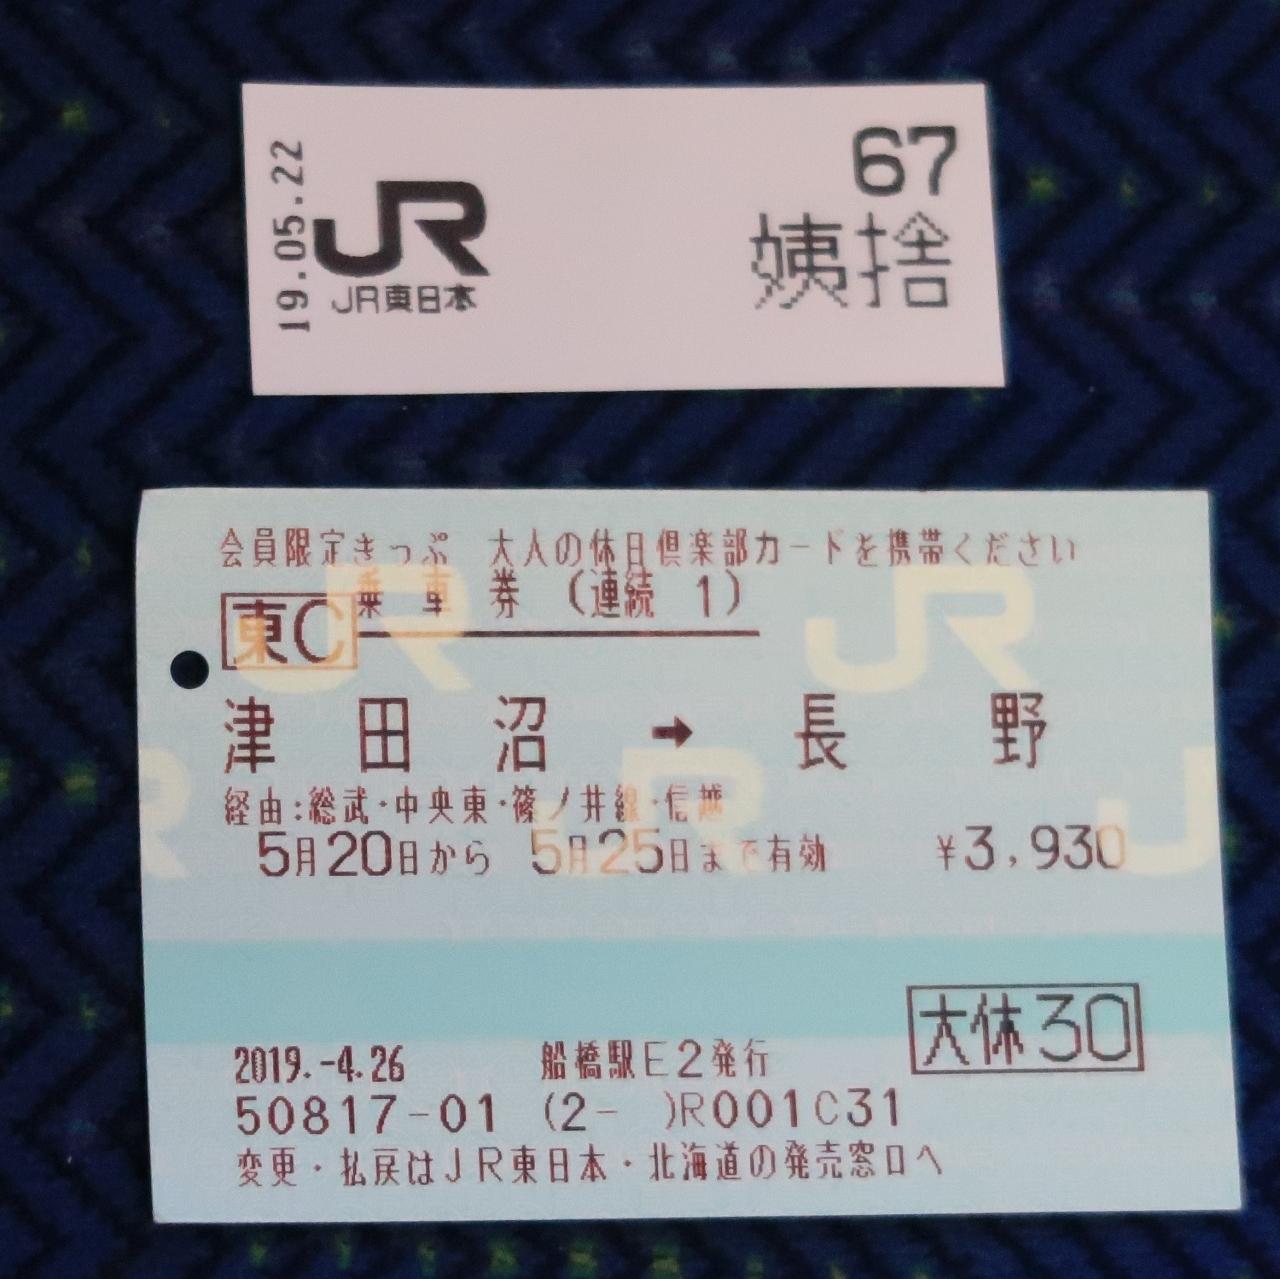 19.05.22
JR
JR東日本
67
姨捨
会員限定きっぷ 大人の休日倶楽部カードを携帯ください
東C 乗車券 (連続 1)
津田沼 → 長野
経由:総武・中央東・篠ノ井線・信越
5月20日から 5月25日まで有効 ¥3,930
大休30
2019.-4.26 船橋駅E2発行
50817-01 (2- )R001C31
変更・払戻はJR東日本・北海道の発売窓口へ